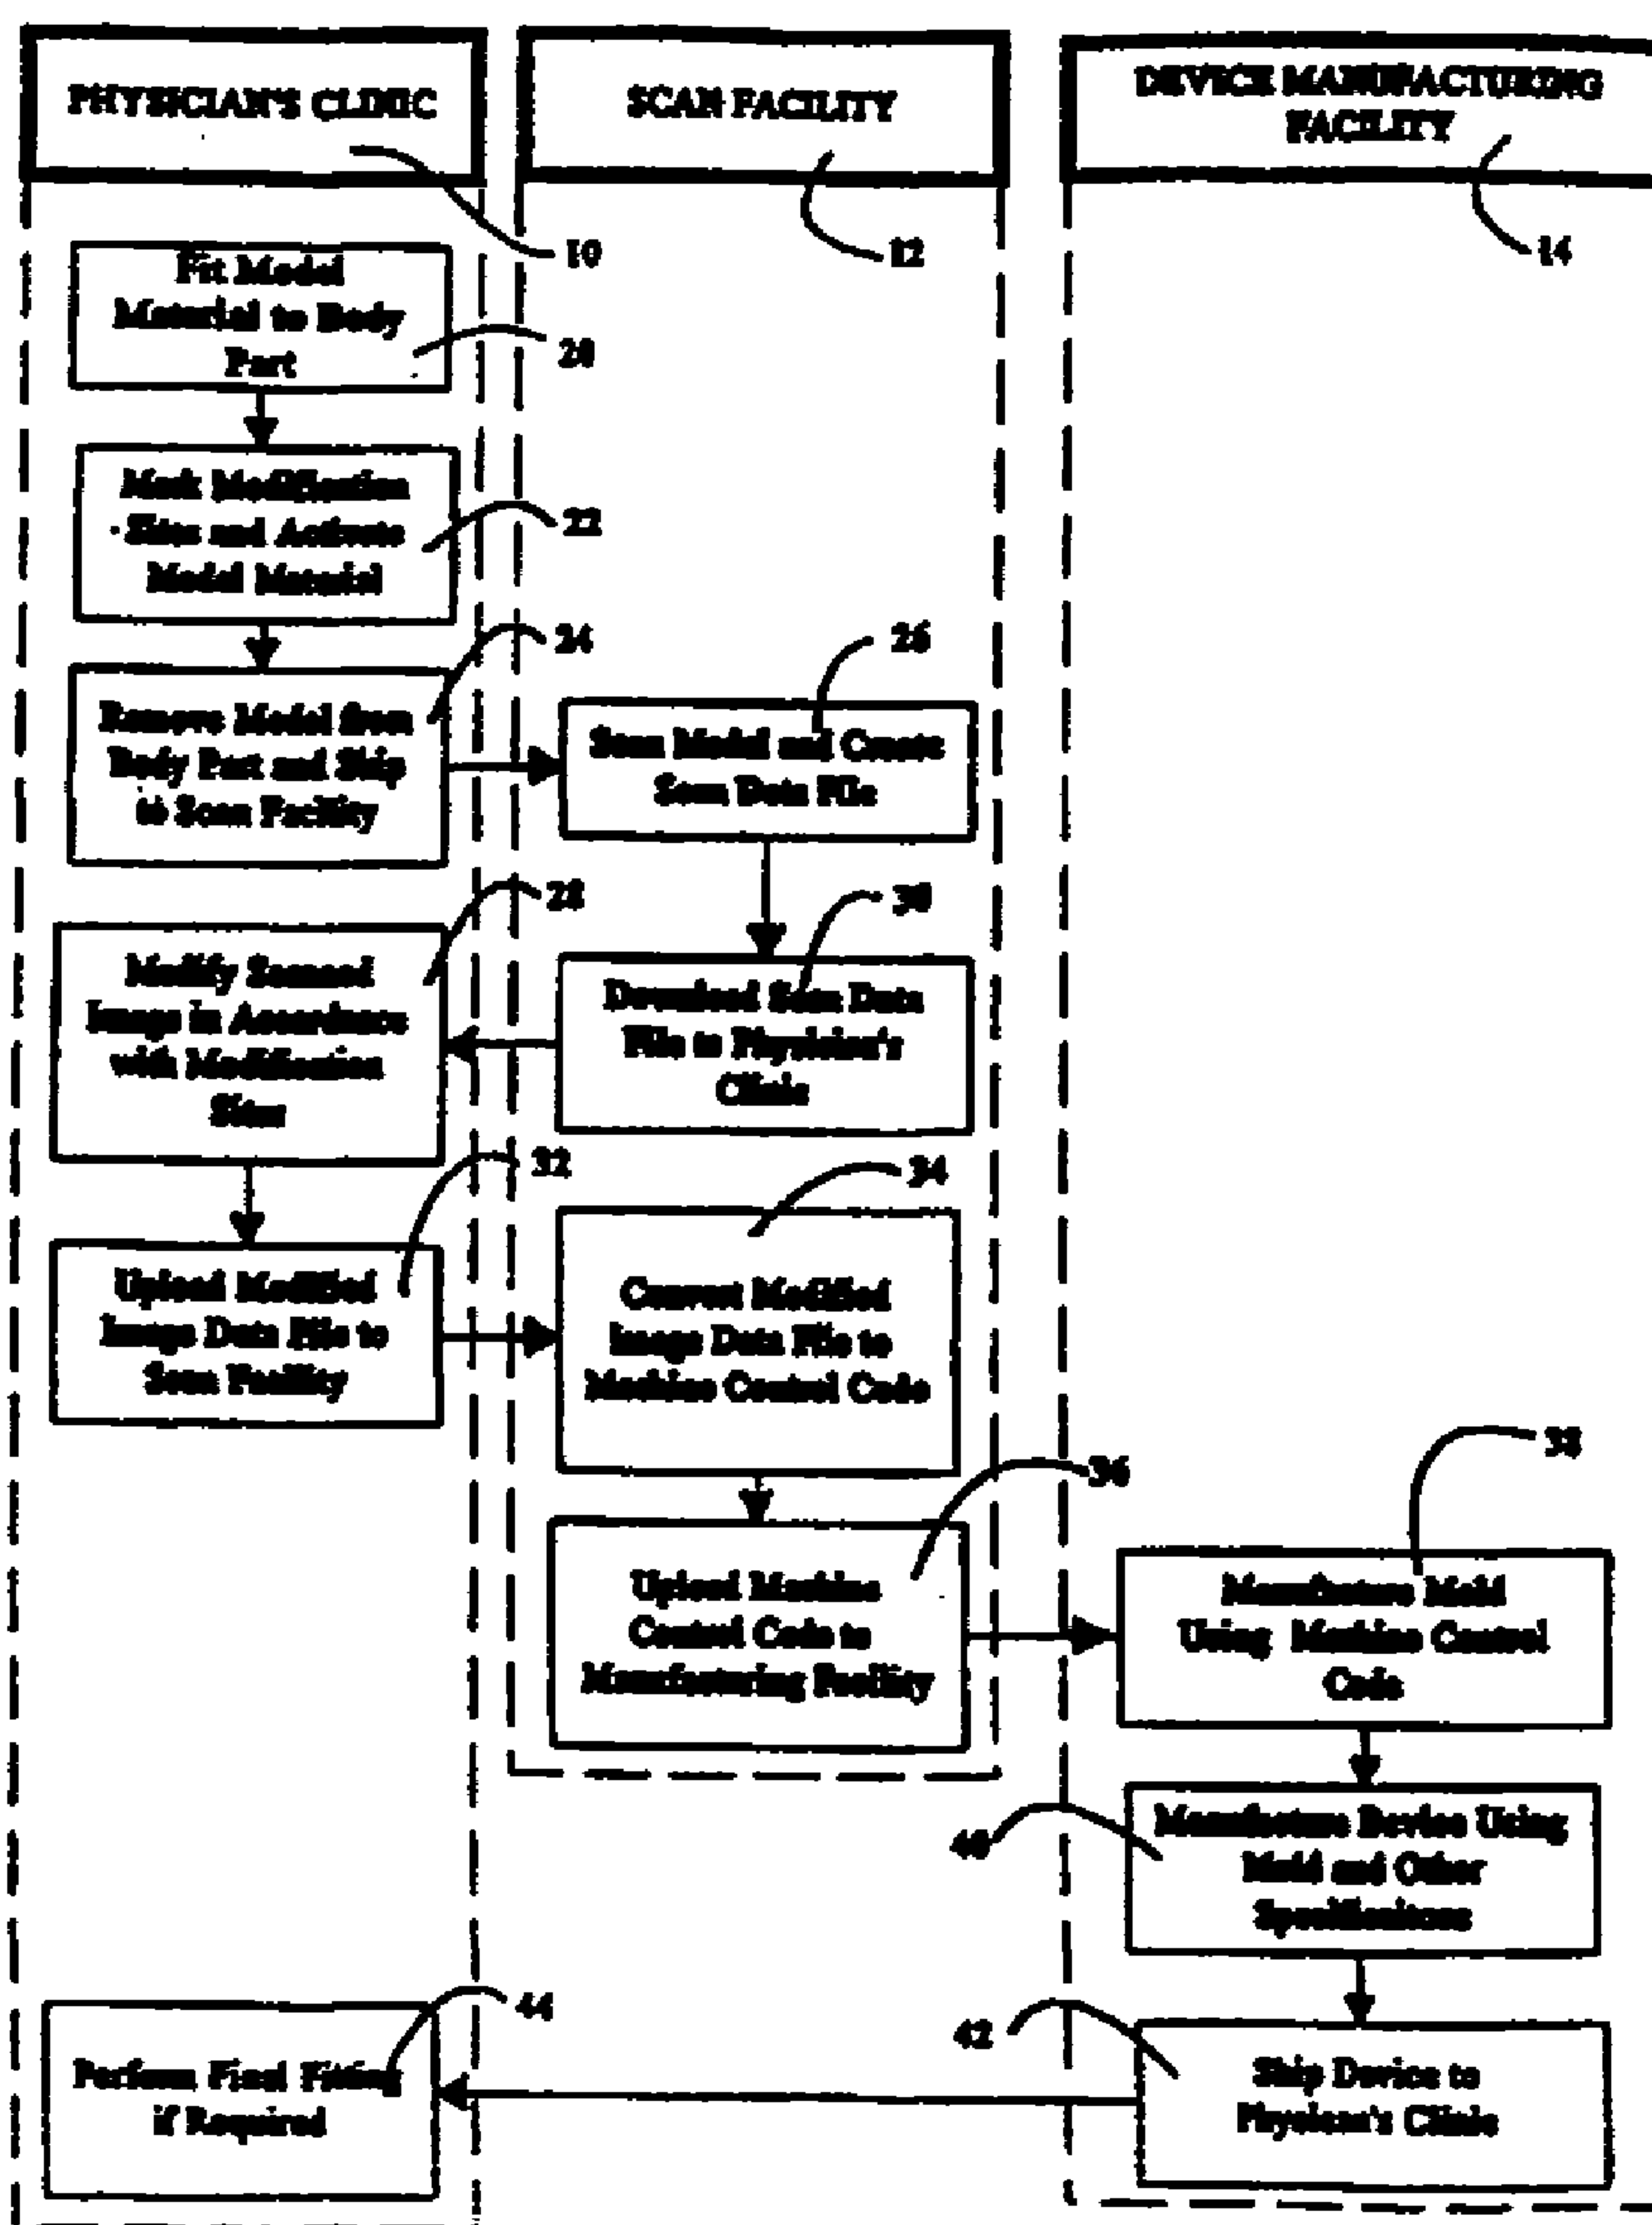 PHYSICIAN'S CLINIC
SCAN FACILITY
DEVICE MANUFACTURING
FACILITY
10
12
14
Fit Model
Material to Body
Part
20
Mark Modification
Sites and Activate
Model Material
22
24
Remove Model from
Body Part and Ship
to Scan Facility
26
Scan Model and Create
Scan Data File
28
Modify Scanned
Image in Accordance
with Modification
Sites
30
Download Scan Data
File to Physician's
Clinic
32
Upload Modified
Image Data File to
Scan Facility
34
Convert Modified
Image Data File to
Machine Control Code
36
Upload Machine
Control Code to
Manufacturing Facility
38
Manufacture Mold
Using Machine Control
Code
40
Manufacture Device Using
Mold and Other
Specifications
42
Ship Device to
Physican's Clinic
44
Perform Final Fitting
if Required